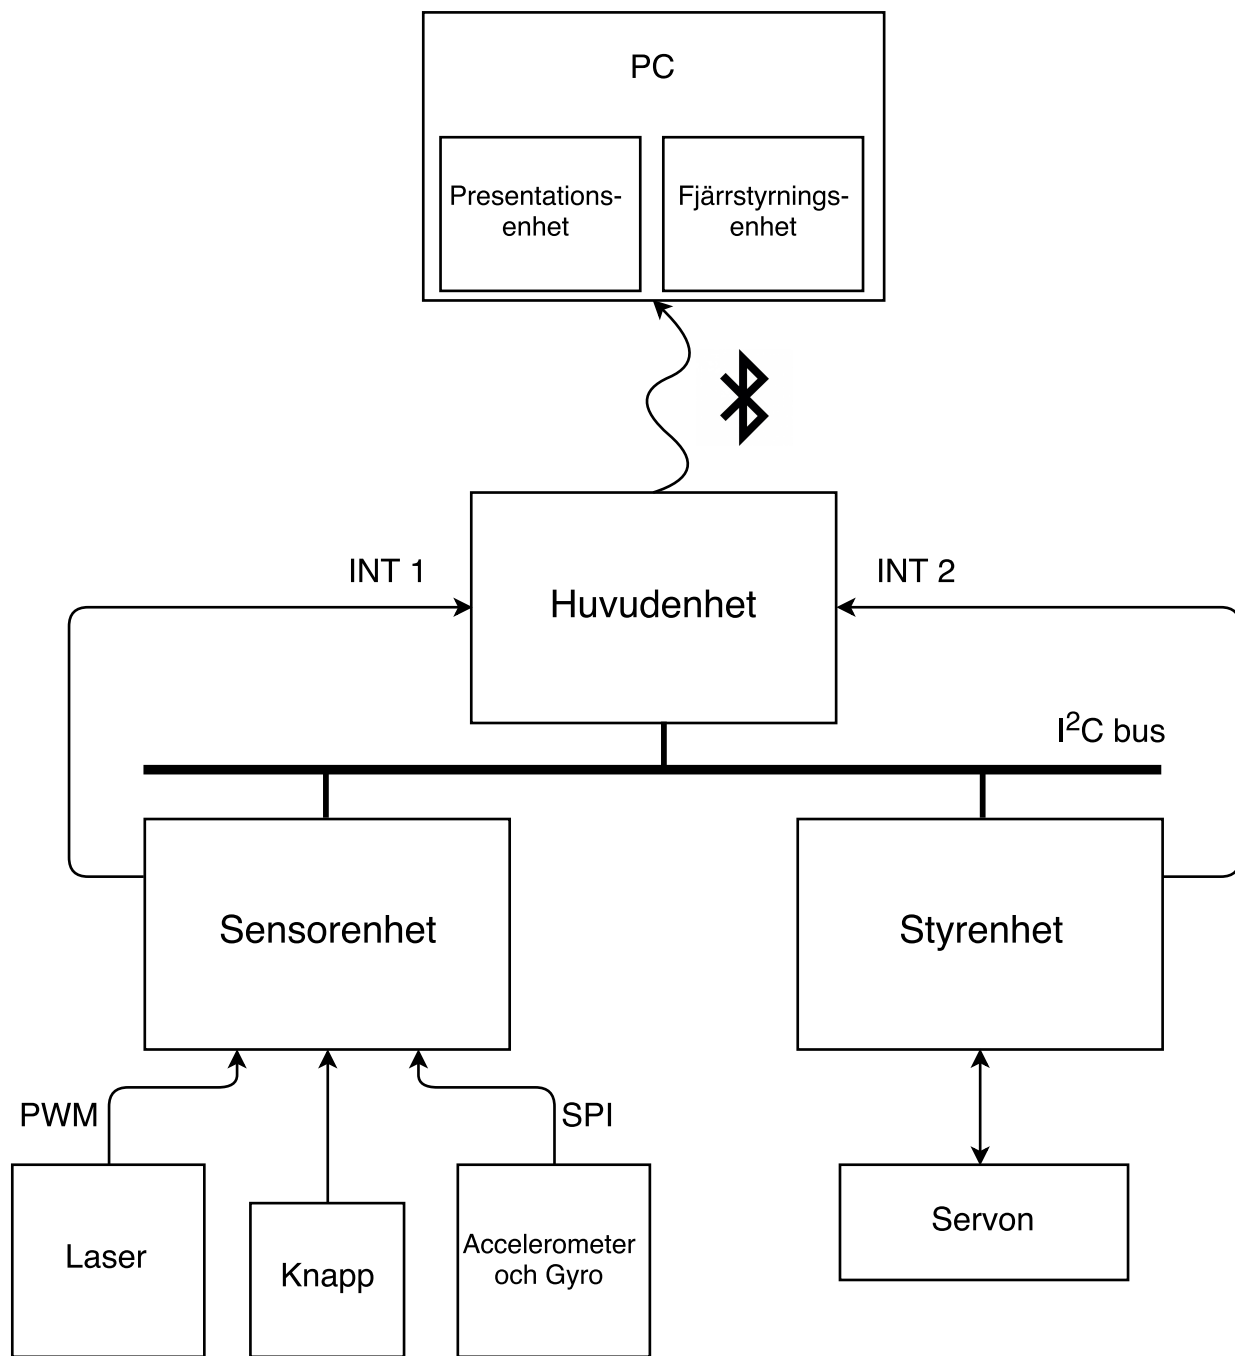 PC
Presentations-
enhet
Fjärrstyrnings-
enhet
INT 1
INT 2
Huvudenhet
I²C bus
Sensorenhet
Styrenhet
PWM
SPI
Laser
Knapp
Accelerometer
och Gyro
Servon